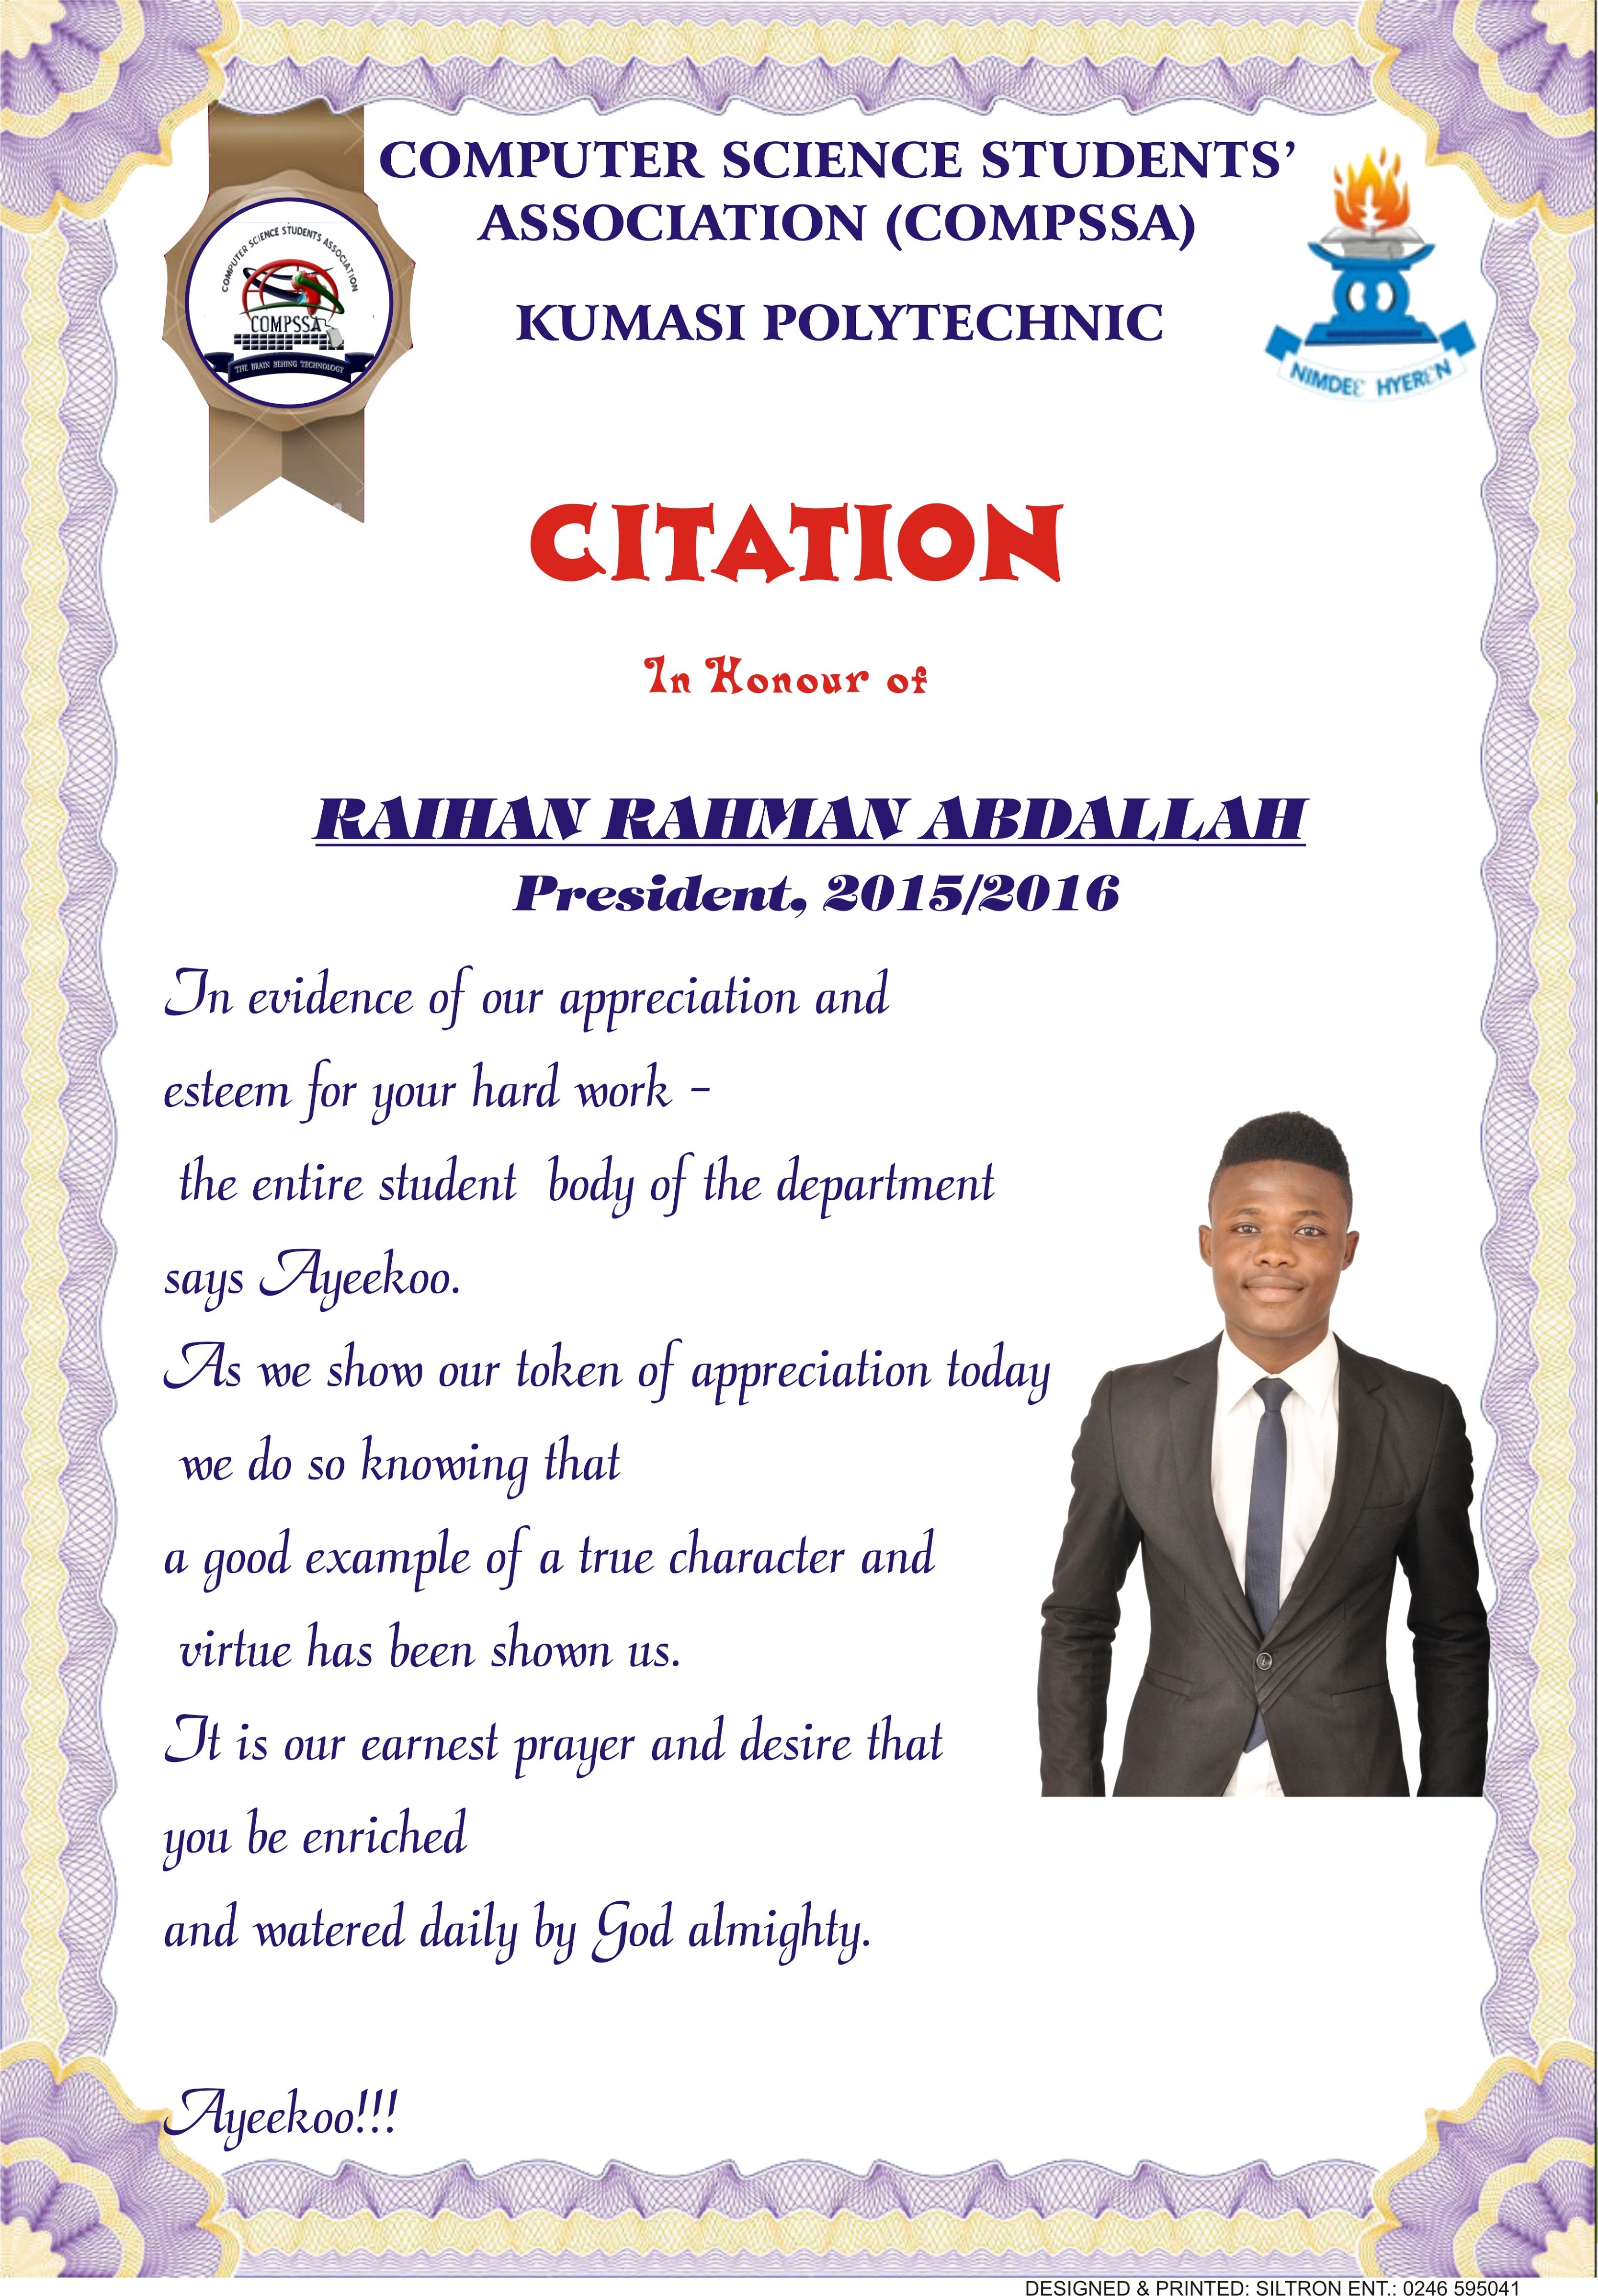 COMPUTER SCIENCE STUDENTS'
ASSOCIATION (COMPSSA)
KUMASI POLYTECHNIC
COMPUTER SCIENCE STUDENTS ASSOCIATION
COMPSSA
THE BRAIN BEHING TECHNOLOGY
NIMDEƐ HYERƐN
CITATION
In Honour of
RAIHAN RAHMAN ABDALLAH
President, 2015/2016
In evidence of our appreciation and
esteem for your hard work -
the entire student body of the department
says Ayeekoo.
As we show our token of appreciation today
we do so knowing that
a good example of a true character and
virtue has been shown us.
It is our earnest prayer and desire that
you be enriched
and watered daily by God almighty.
Ayeekoo!!!
DESIGNED & PRINTED: SILTRON ENT.: 0246 595041